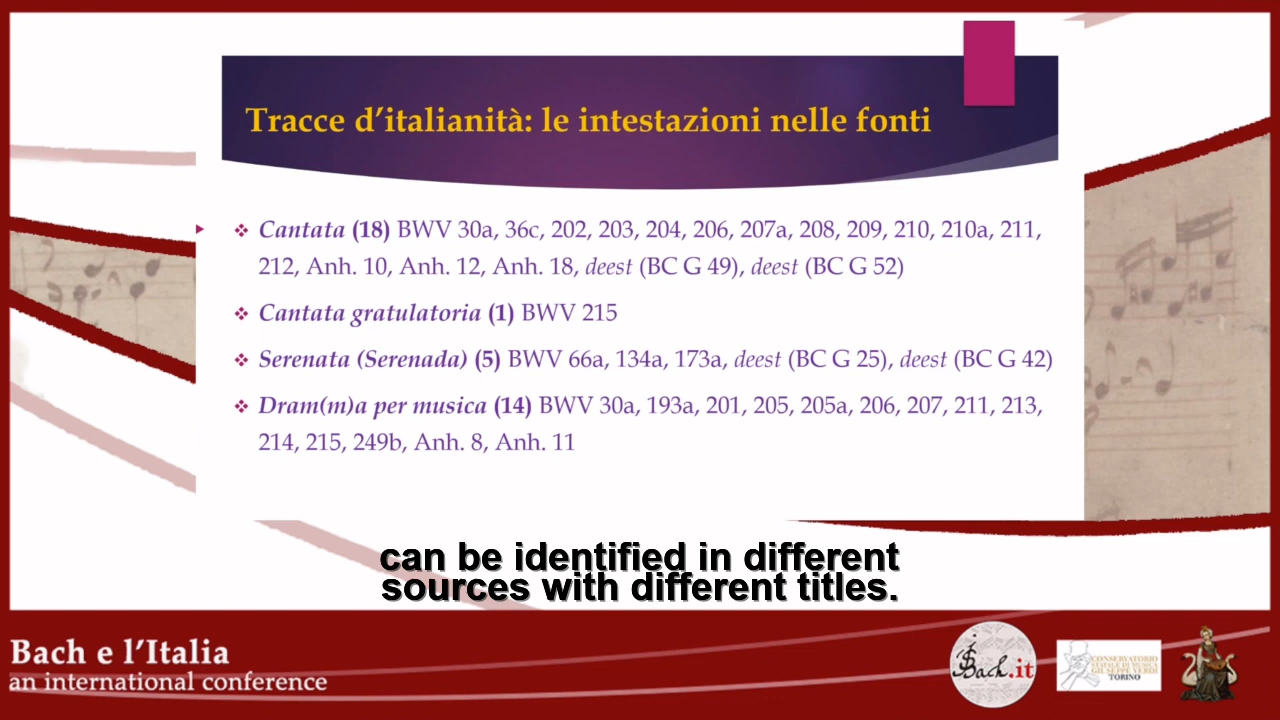 Tracce d'italianità: le intestazioni nelle fonti
❖ Cantata (18) BWV 30a, 36c, 202, 203, 204, 206, 207a, 208, 209, 210, 210a, 211,
212, Anh. 10, Anh. 12, Anh. 18, deest (BC G 49), deest (BC G 52)
❖ Cantata gratulatoria (1) BWV 215
❖ Serenata (Serenada) (5) BWV 66a, 134a, 173a, deest (BC G 25), deest (BC G 42)
❖ Dram(m)a per musica (14) BWV 30a, 193a, 201, 205, 205a, 206, 207, 211, 213,
214, 215, 249b, Anh. 8, Anh. 11
can be identified in different
sources with different titles.
Bach e l'Italia
an international conference
JSBach.it
CONSERVATORIO
STATALE DI MUSICA
GIUSEPPE VERDI
TORINO